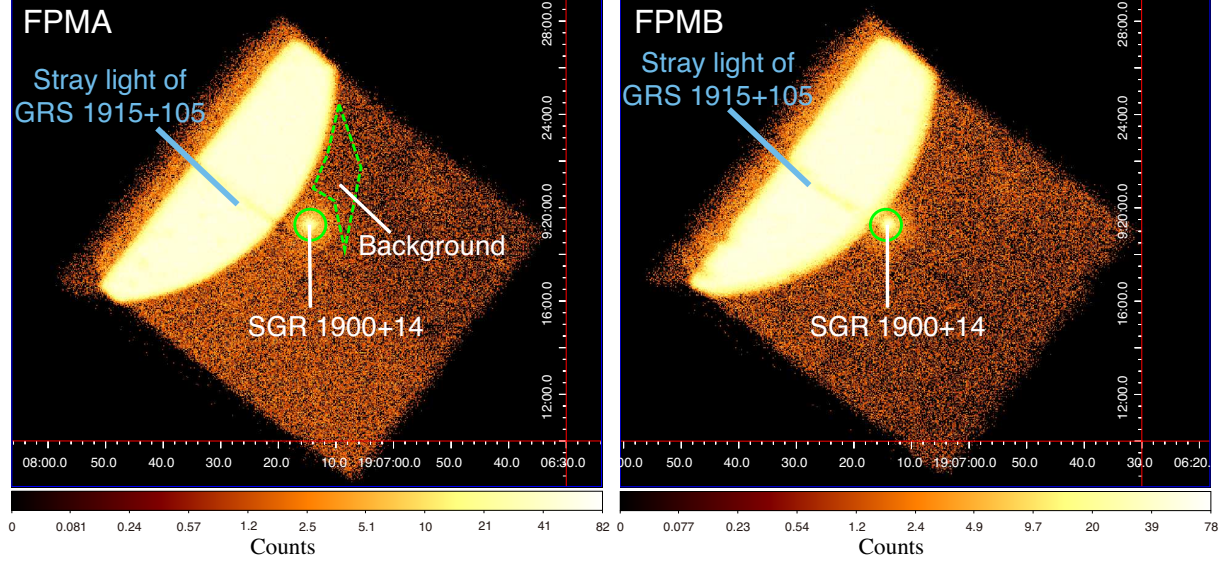 FPMA
Stray light of
GRS 1915+105
Background
SGR 1900+14
28:00.0
24:00.0
9:20:00.0
16:00.0
12:00.0
08:00.0 50.0 40.0 30.0 20.0 10.0 19:07:00.0 50.0 40.0 06:30.0
0 0.081 0.24 0.57 1.2 2.5 5.1 10 21 41 82
Counts
FPMB
Stray light of
GRS 1915+105
SGR 1900+14
28:00.0
24:00.0
9:20:00.0
16:00.0
12:00.0
00.0 50.0 40.0 30.0 20.0 10.0 19:07:00.0 50.0 40.0 30.0 06:20.
0 0.077 0.23 0.54 1.2 2.4 4.9 9.7 20 39 78
Counts